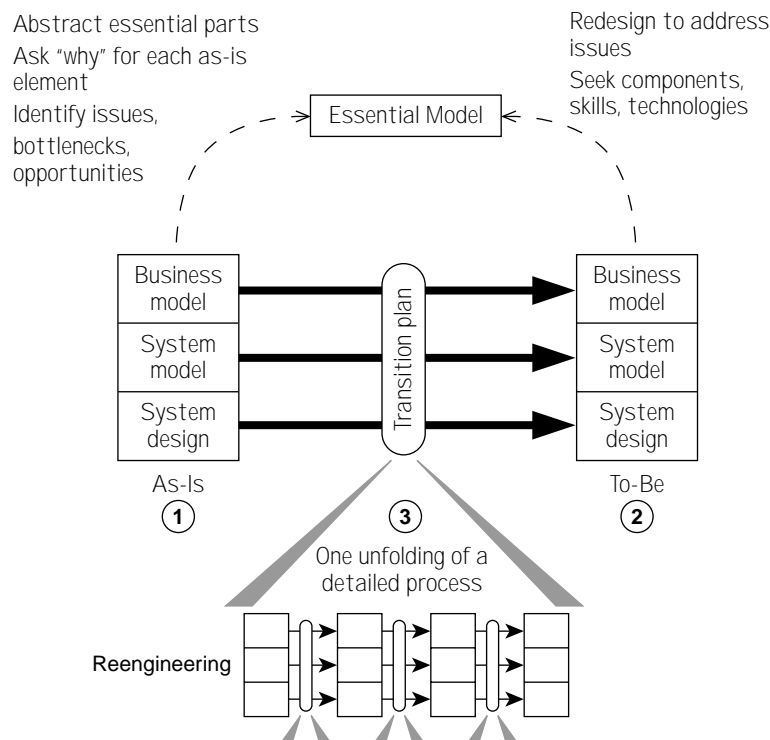 Abstract essential parts
Ask “why” for each as-is
element
Identify issues,
bottlenecks,
opportunities
Redesign to address
issues
Seek components,
skills, technologies
Essential Model
Business
model
System
model
System
design
As-Is
1
Transition plan
3
Business
model
System
model
System
design
To-Be
2
One unfolding of a
detailed process
Reengineering